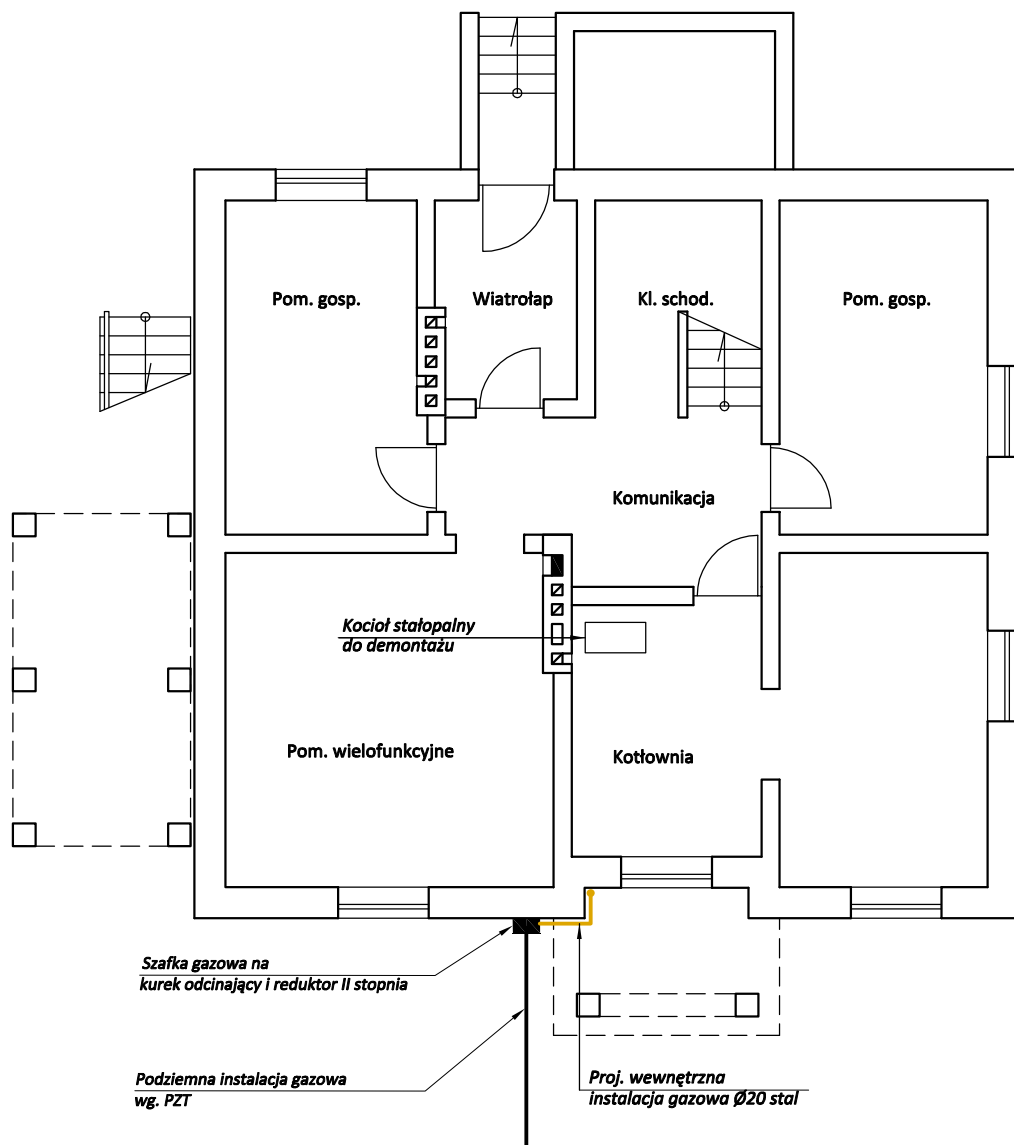 Pom. gosp.
Wiatrołap
Kl. schod.
Pom. gosp.
Komunikacja
Kocioł stałopalny
do demontażu
Pom. wielofunkcyjne
Kotłownia
Szafka gazowa na
kurek odcinający i reduktor II stopnia
Podziemna instalacja gazowa
wg. PZT
Proj. wewnętrzna
instalacja gazowa Ø20 stal